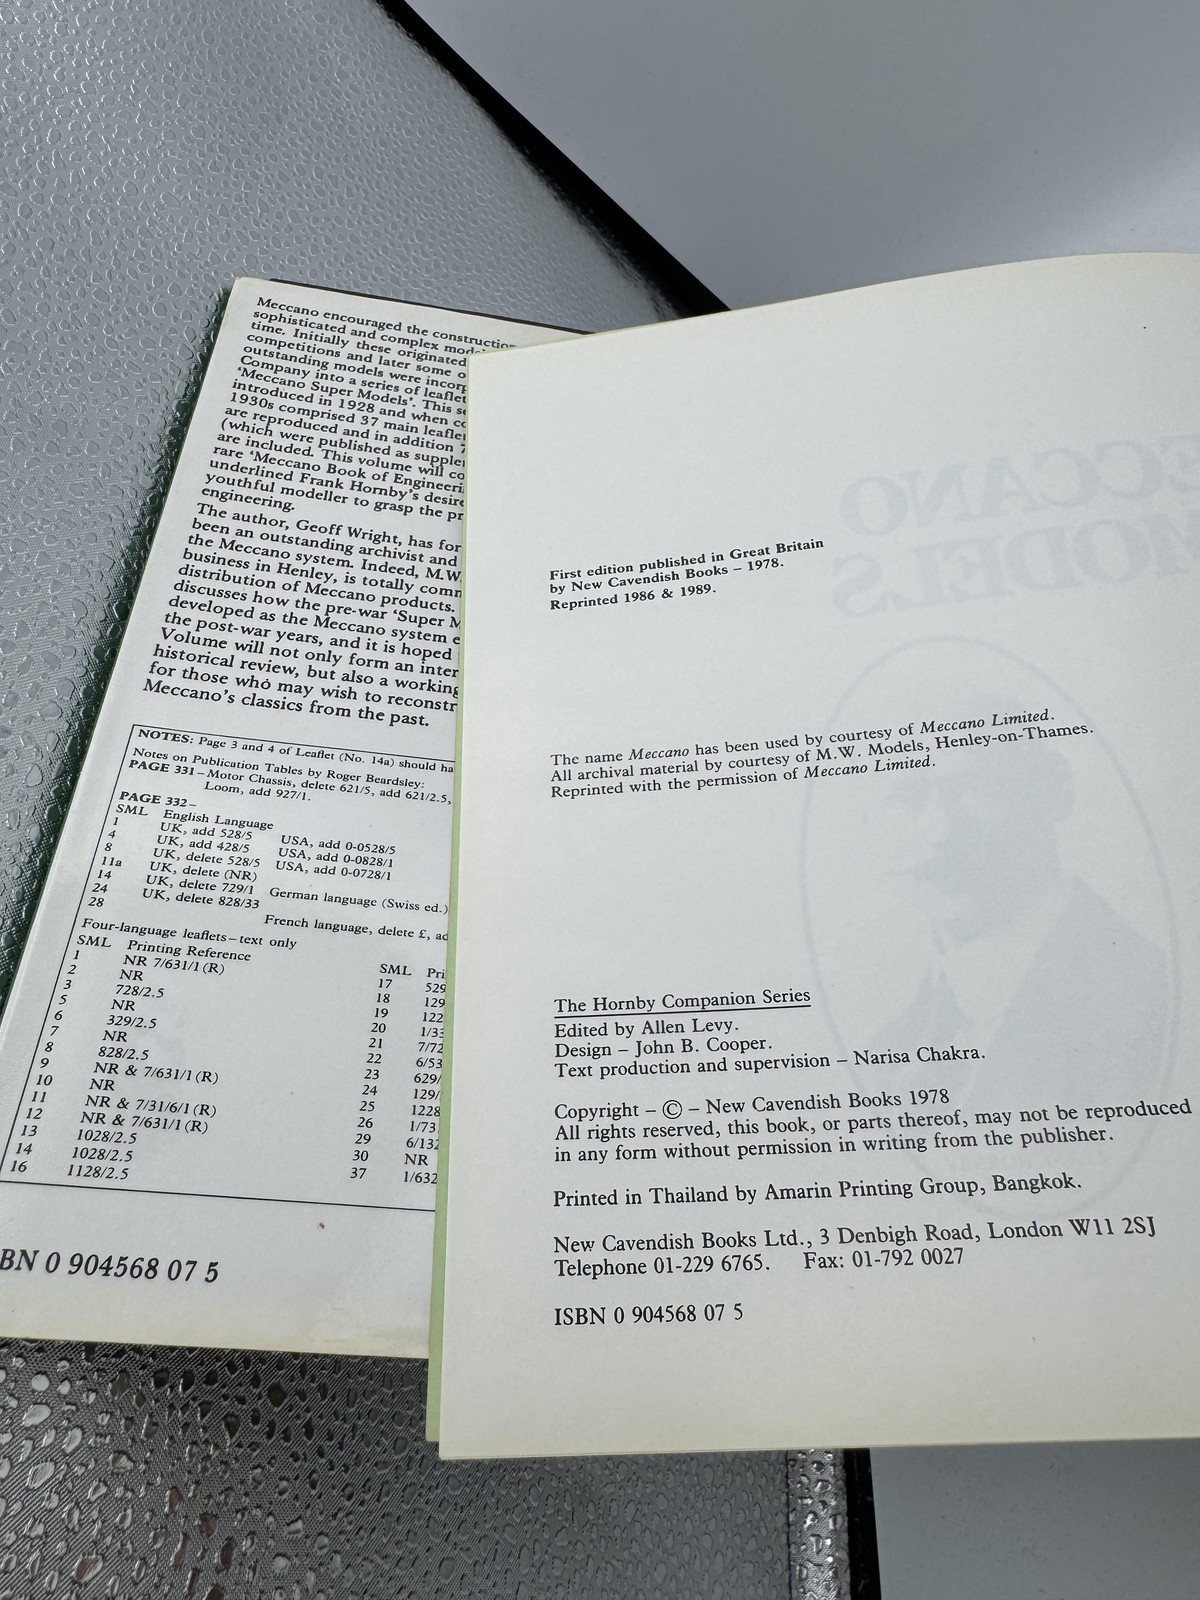 Meccano encouraged the construction
sophisticated and complex
time. Initially these originated
competitions and later some
outstanding models were
Company into a series of
'Meccano Super Models'. This
introduced in 1928 and when
1930s comprised 37 main
are reproduced and in addition
(which were published as
are included. This volume will
rare 'Meccano Book of
underlined Frank Hornby's desire
youthful modeller to grasp the
engineering.
The author, Geoff Wright, has for
been an outstanding archivist and
the Meccano system. Indeed, M.W.
business in Henley, is totally
distribution of Meccano products.
discusses how the pre-war 'Super
developed as the Meccano system
the post-war years, and it is hoped
Volume will not only form an
historical review, but also a working
for those who may wish to
Meccano's classics from the past.
NOTES: Page 3 and 4 of Leaflet (No. 14a) should
Notes on Publication Tables by Roger Beardsley:
PAGE 331 – Motor Chassis, delete 621/5, add 621/2.5,
Loom, add 927/1.
PAGE 332 –
SML English Language
1 UK, add 528/5 USA, add 0-0528/5
4 UK, add 428/5 USA, add 0-0828/1
8 UK, delete 528/5 USA, add 0-0728/1
11a UK, delete (NR)
14 UK, delete 729/1 German language (Swiss ed.)
24 UK, delete 828/33
28 French language, delete £,
Four-language leaflets – text only
SML Printing Reference SML
1 NR 7/631/1 (R) 17 529
2 NR 18 129
3 728/2.5 19 122
5 NR 20 1/33
6 329/2.5 21 7/72
7 NR 22 6/53
8 828/2.5 23 629/
9 NR & 7/631/1 (R) 24 129/
10 NR 25 1228
11 NR & 7/31/6/1 (R) 26 1/73
12 NR & 7/631/1 (R) 29 6/132
13 1028/2.5 30 NR
14 1028/2.5 37 1/632
16 1128/2.5
BN 0 904568 07 5
First edition published in Great Britain
by New Cavendish Books – 1978.
Reprinted 1986 & 1989.
The name Meccano has been used by courtesy of Meccano Limited.
All archival material by courtesy of M.W. Models, Henley-on-Thames.
Reprinted with the permission of Meccano Limited.
The Hornby Companion Series
Edited by Allen Levy.
Design – John B. Cooper.
Text production and supervision – Narisa Chakra.
Copyright – © – New Cavendish Books 1978
All rights reserved, this book, or parts thereof, may not be reproduced
in any form without permission in writing from the publisher.
Printed in Thailand by Amarin Printing Group, Bangkok.
New Cavendish Books Ltd., 3 Denbigh Road, London W11 2SJ
Telephone 01-229 6765. Fax: 01-792 0027
ISBN 0 904568 07 5